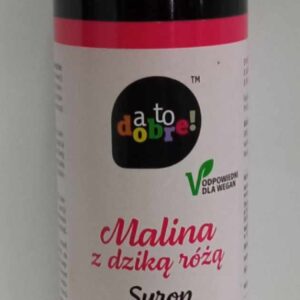 a to
dobre!
TM
ODPOWIEDNI
DLA WEGAN
Malina
z dziką różą
Syrop